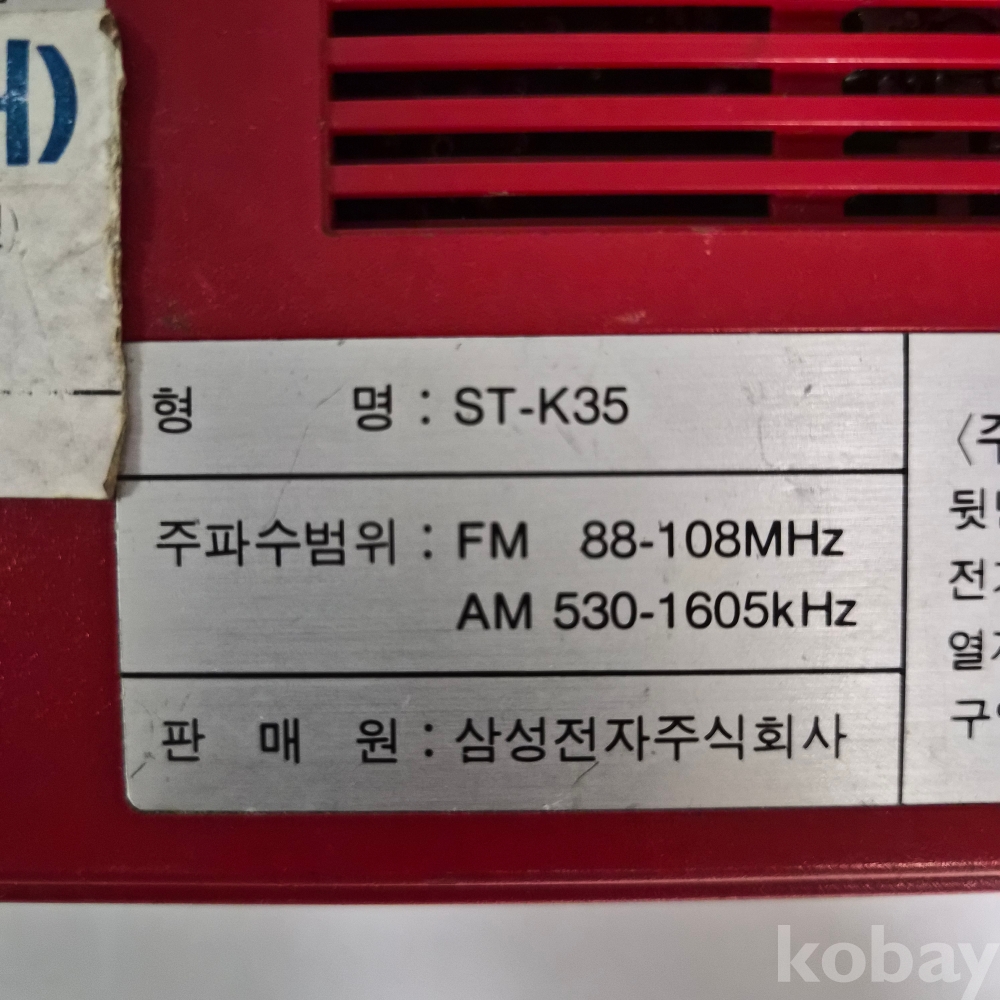 형 명 : ST-K35
주파수범위 : FM 88-108MHz
AM 530-1605kHz
판 매 원 : 삼성전자주식회사
kobay